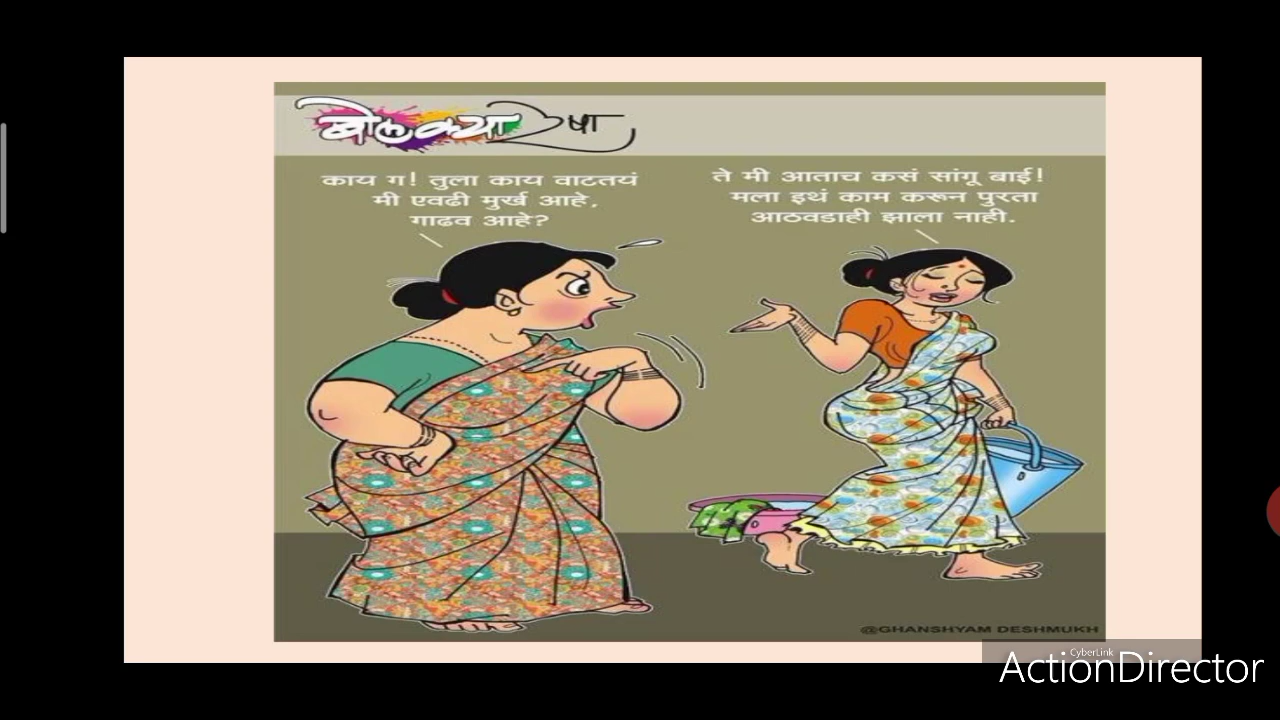 बोलक्या रेषा
काय ग! तुला काय वाटतयं
मी एवढी मुर्ख आहे,
गाढव आहे?
ते मी आताच कसं सांगू बाई!
मला इथं काम करून पुरता
आठवडाही झाला नाही.
@GHANSHYAM DESHMUKH
CyberLink
ActionDirector